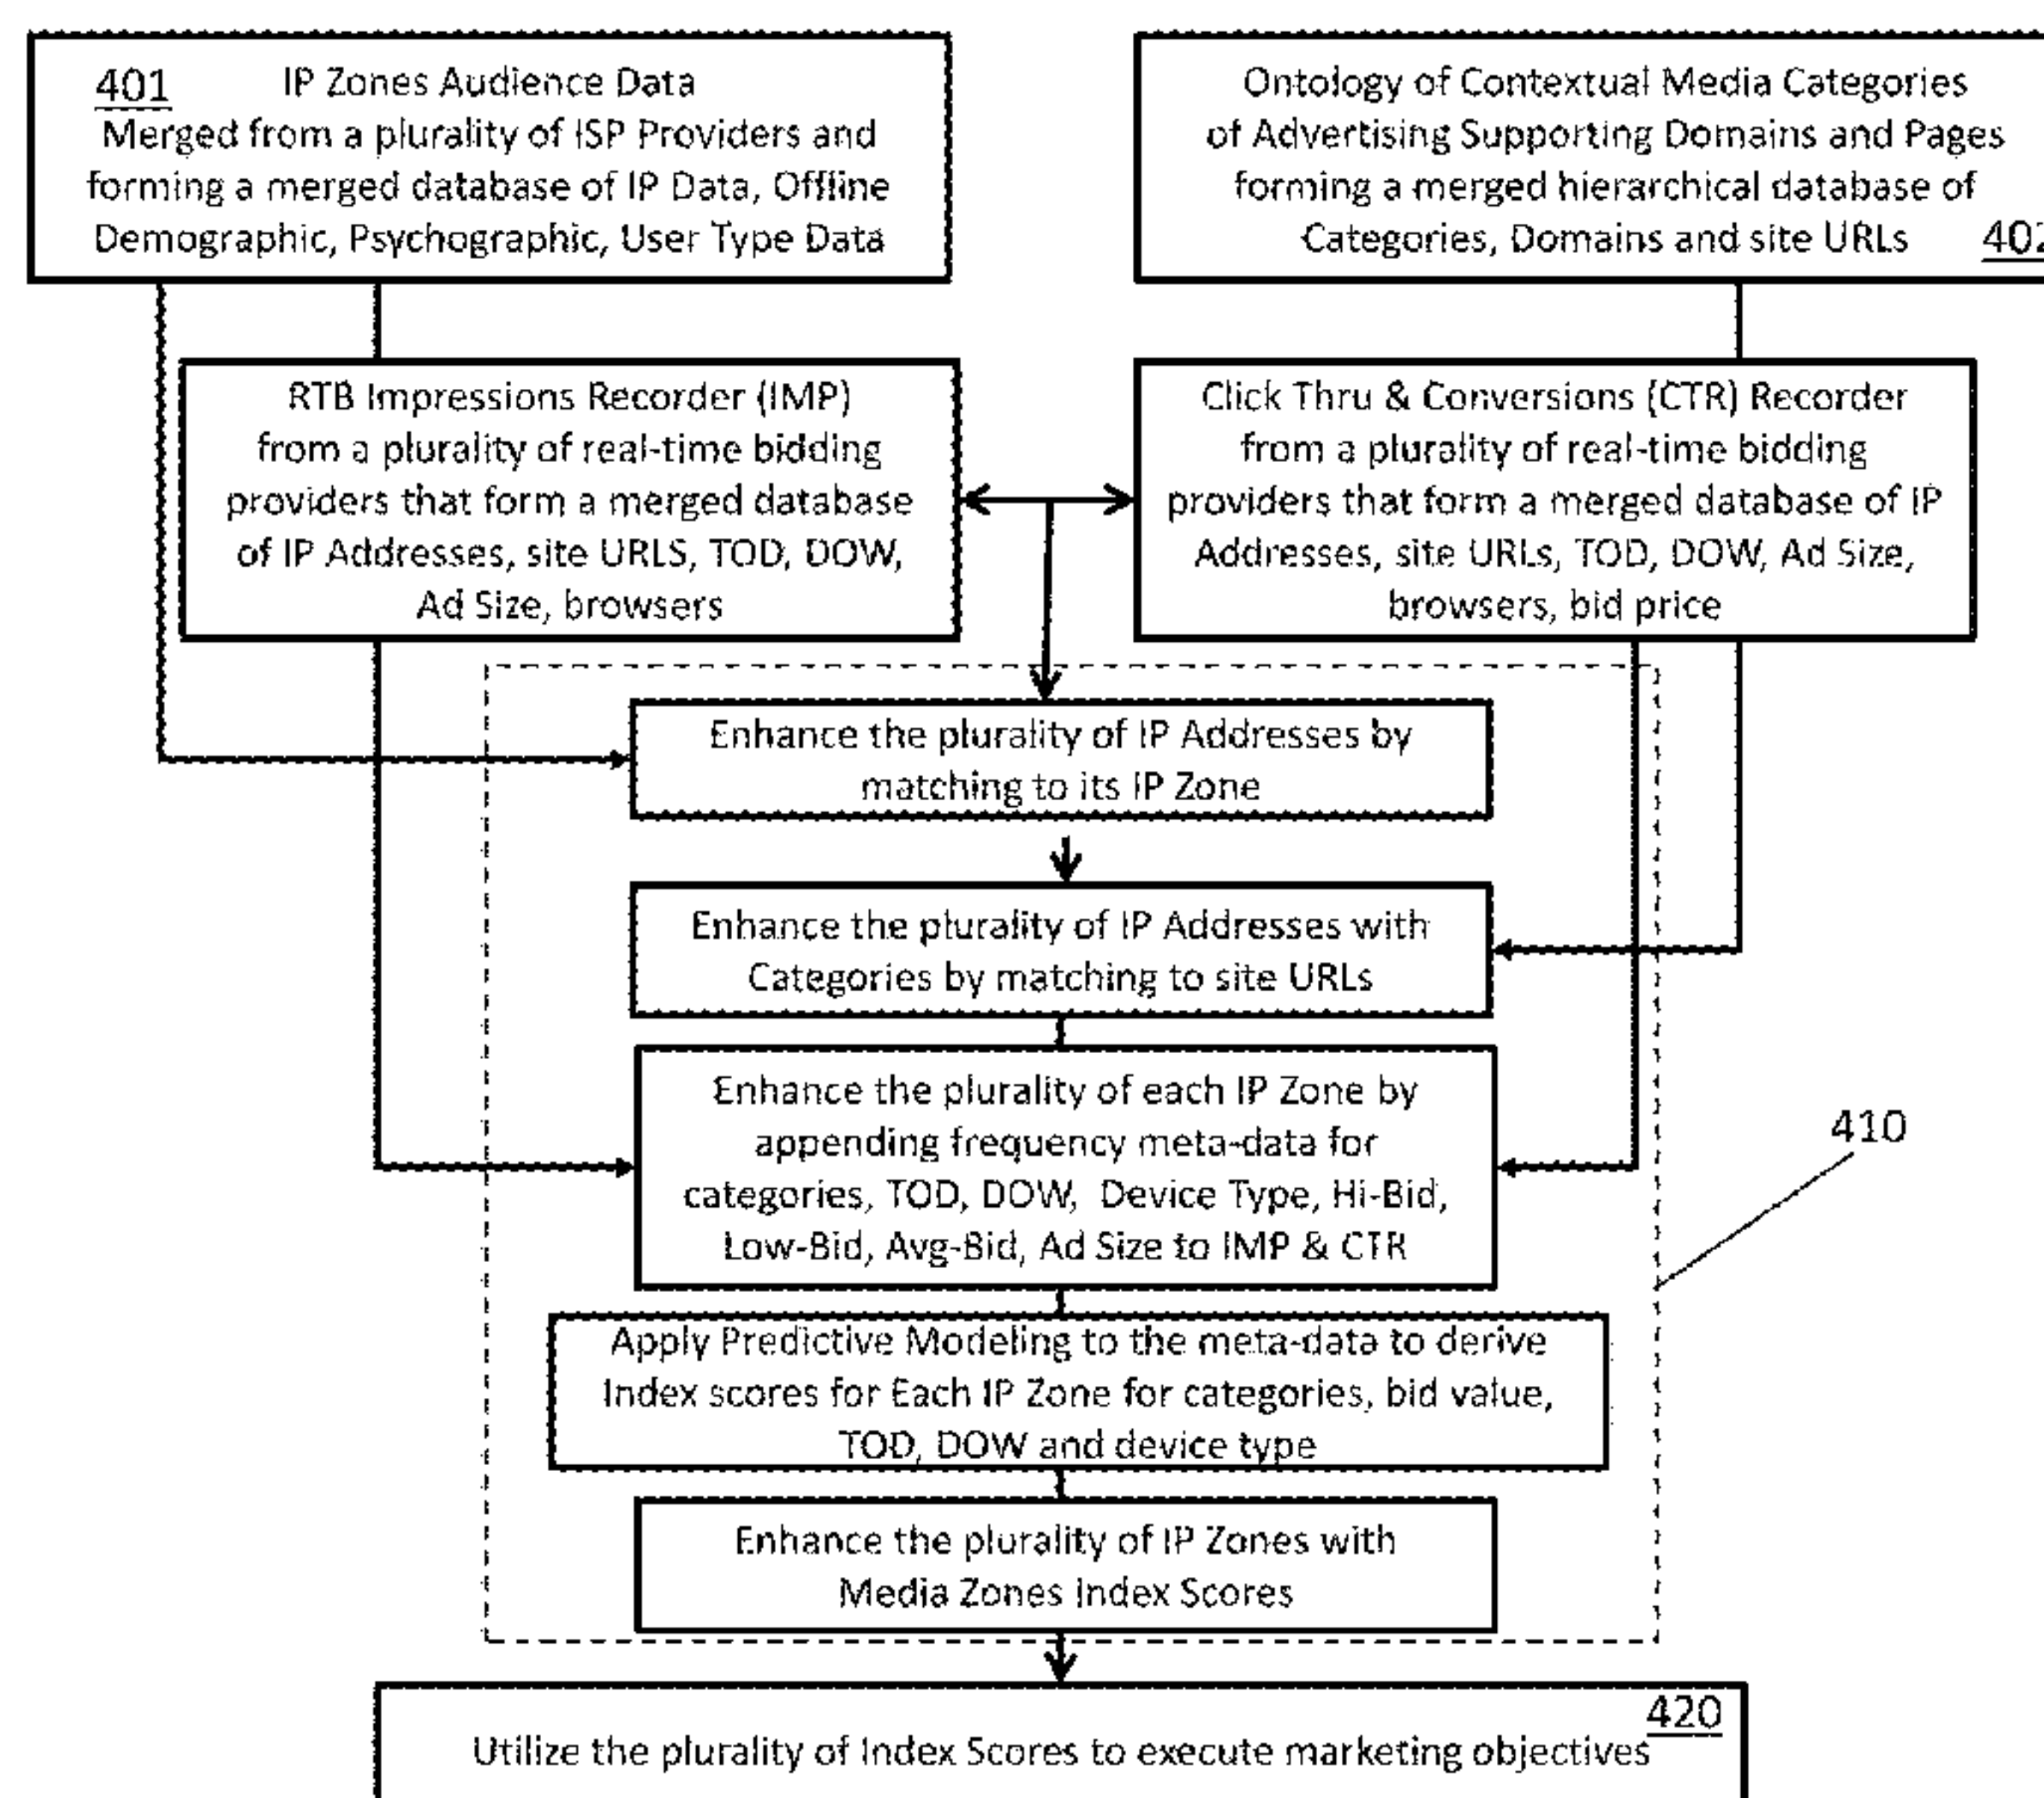 401 IP Zones Audience Data
Merged from a plurality of ISP Providers and
forming a merged database of IP Data, Offline
Demographic, Psychographic, User Type Data
Ontology of Contextual Media Categories
of Advertising Supporting Domains and Pages
forming a merged hierarchical database of
Categories, Domains and site URLs 402
RTB Impressions Recorder (IMP)
from a plurality of real-time bidding
providers that form a merged database
of IP Addresses, site URLS, TOD, DOW,
Ad Size, browsers
Click Thru & Conversions (CTR) Recorder
from a plurality of real-time bidding
providers that form a merged database of IP
Addresses, site URLs, TOD, DOW, Ad Size,
browsers, bid price
Enhance the plurality of IP Addresses by
matching to its IP Zone
Enhance the plurality of IP Addresses with
Categories by matching to site URLs
Enhance the plurality of each IP Zone by
appending frequency meta-data for
categories, TOD, DOW, Device Type, Hi-Bid,
Low-Bid, Avg-Bid, Ad Size to IMP & CTR
410
Apply Predictive Modeling to the meta-data to derive
Index scores for Each IP Zone for categories, bid value,
TOD, DOW and device type
Enhance the plurality of IP Zones with
Media Zones Index Scores
420
Utilize the plurality of Index Scores to execute marketing objectives